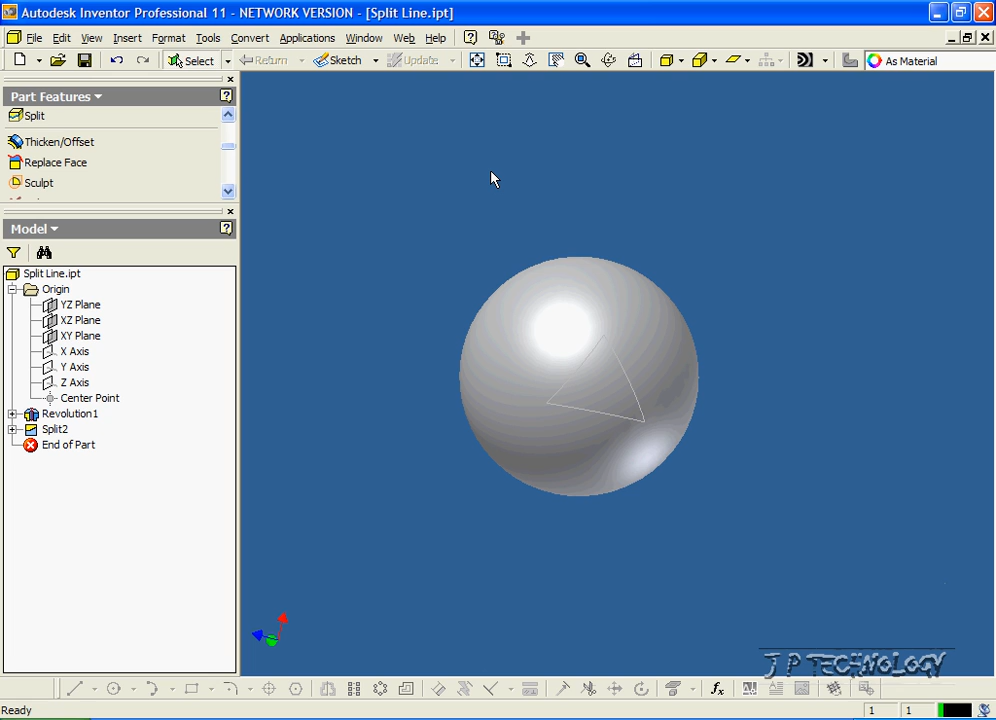 Autodesk Inventor Professional 11 - NETWORK VERSION - [Split Line.ipt]
File Edit View Insert Format Tools Convert Applications Window Web Help
Select Return Sketch Update As Material
Part Features
Split
Thicken/Offset
Replace Face
Sculpt
Model
Split Line.ipt
Origin
YZ Plane
XZ Plane
XY Plane
X Axis
Y Axis
Z Axis
Center Point
Revolution1
Split2
End of Part
J P TECHNOLOGY
Ready 1 1